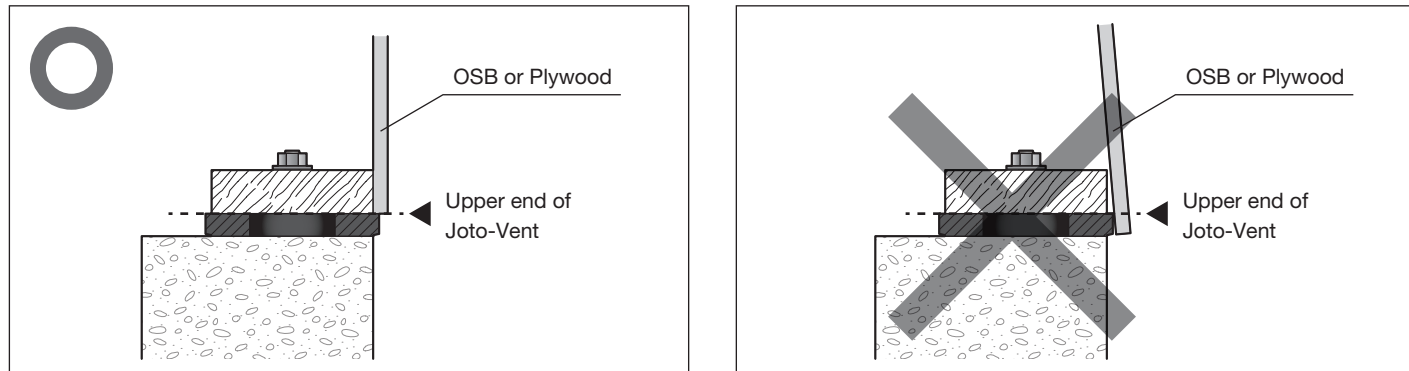 OSB or Plywood
Upper end of
Joto-Vent
OSB or Plywood
Upper end of
Joto-Vent